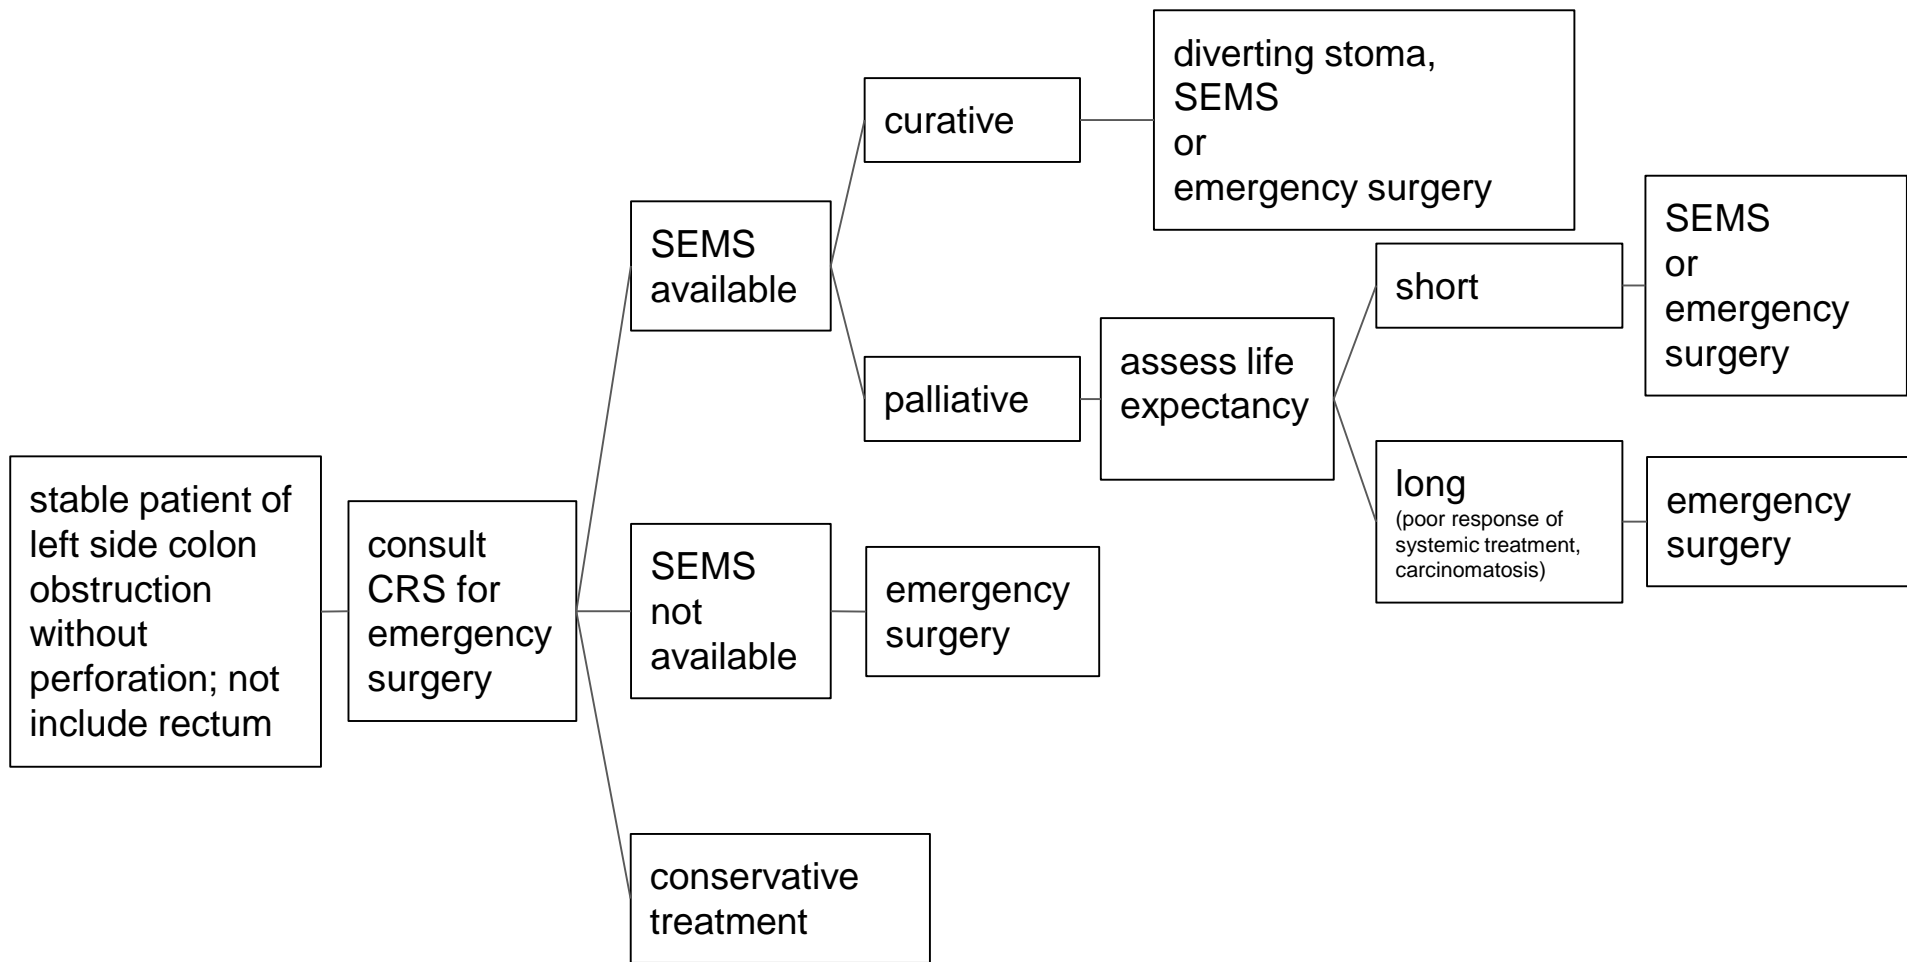 stable patient of
left side colon
obstruction
without
perforation; not
include rectum
consult
CRS for
emergency
surgery
SEMS
available
curative
diverting stoma,
SEMS
or
emergency surgery
palliative
assess life
expectancy
short
SEMS
or
emergency
surgery
long
(poor response of
systemic treatment,
carcinomatosis)
emergency
surgery
SEMS
not
available
emergency
surgery
conservative
treatment